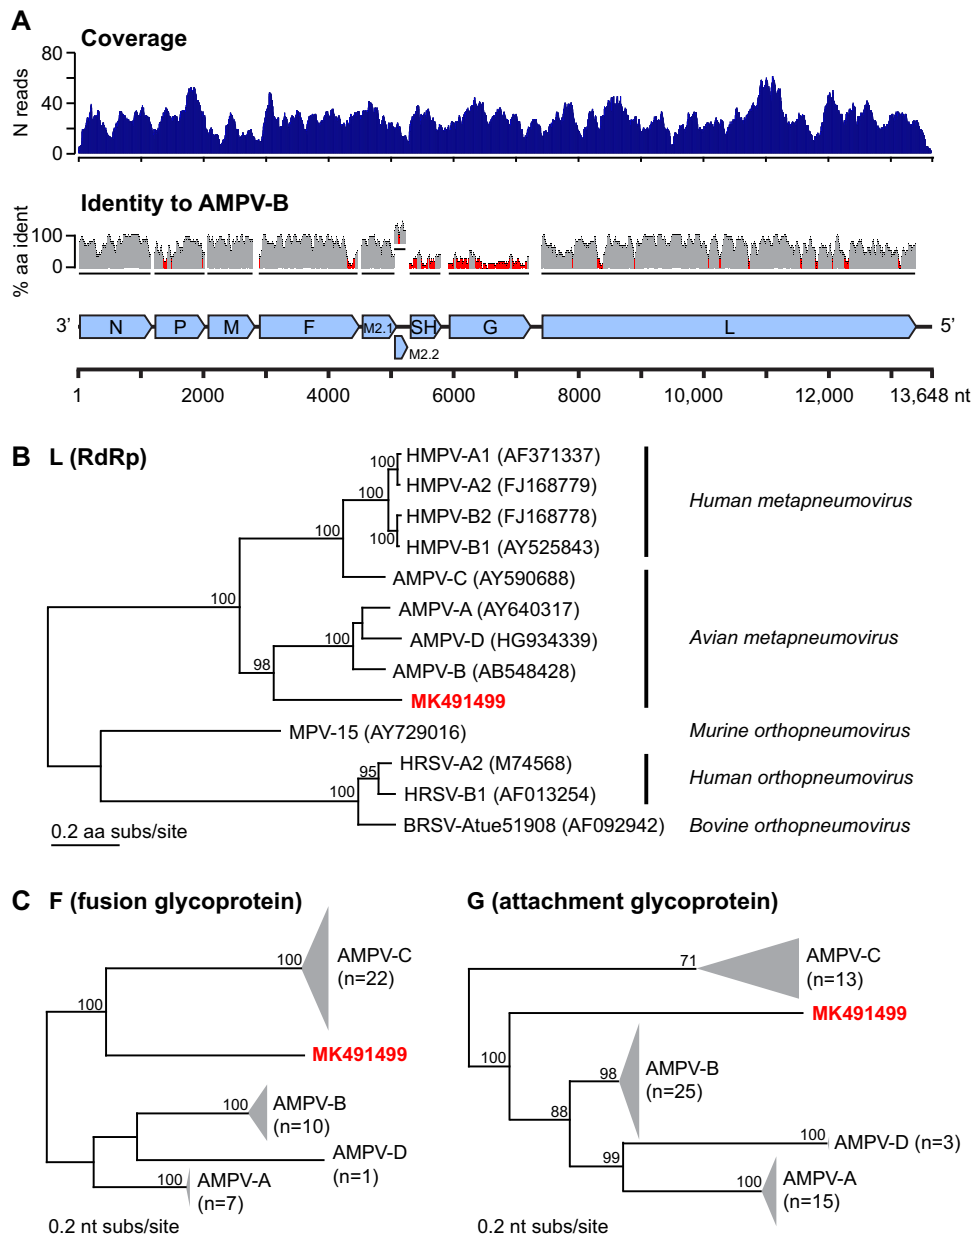 A
Coverage
80
40
0
N reads
Identity to AMPV-B
100
0
% aa ident
3’ N P M F M2.1 SH G L 5’
M2.2
1 2000 4000 6000 8000 10,000 12,000 13,648 nt
B L (RdRp)
100 HMPV-A1 (AF371337)
HMPV-A2 (FJ168779)
100
Human metapneumovirus
HMPV-B2 (FJ168778)
100
100 HMPV-B1 (AY525843)
AMPV-C (AY590688)
100
AMPV-A (AY640317)
100 AMPV-D (HG934339)
Avian metapneumovirus
98 AMPV-B (AB548428)
MK491499
MPV-15 (AY729016) Murine orthopneumovirus
HRSV-A2 (M74568)
95
Human orthopneumovirus
100 HRSV-B1 (AF013254)
BRSV-Atue51908 (AF092942) Bovine orthopneumovirus
0.2 aa subs/site
C F (fusion glycoprotein)
100 AMPV-C
(n=22)
100
MK491499
100 AMPV-B
(n=10)
AMPV-D
(n=1)
100 AMPV-A
(n=7)
0.2 nt subs/site
G (attachment glycoprotein)
71 AMPV-C
(n=13)
MK491499
100
98 AMPV-B
(n=25)
88
100 AMPV-D (n=3)
99
100 AMPV-A
(n=15)
0.2 nt subs/site